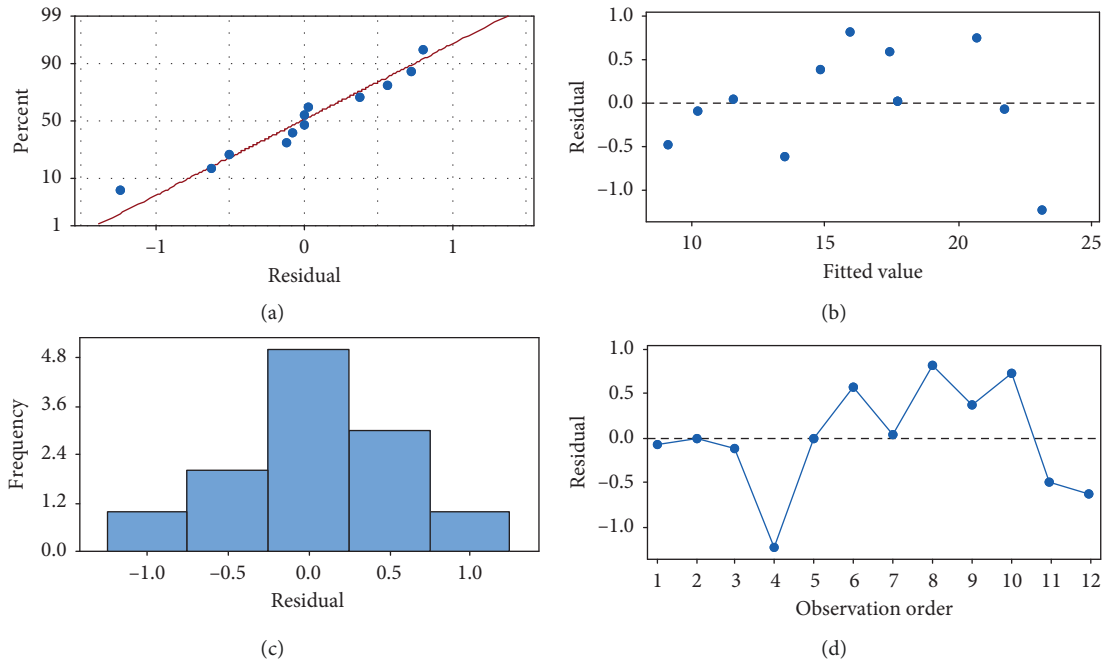 99
90
50
10
1
Percent
−1
0
1
Residual
(a)
1.0
0.5
0.0
−0.5
−1.0
Residual
10
15
20
25
Fitted value
(b)
4.8
3.6
2.4
1.2
0.0
Frequency
−1.0
−0.5
0.0
0.5
1.0
Residual
(c)
1.0
0.5
0.0
−0.5
−1.0
Residual
1 2 3 4 5 6 7 8 9 10 11 12
Observation order
(d)